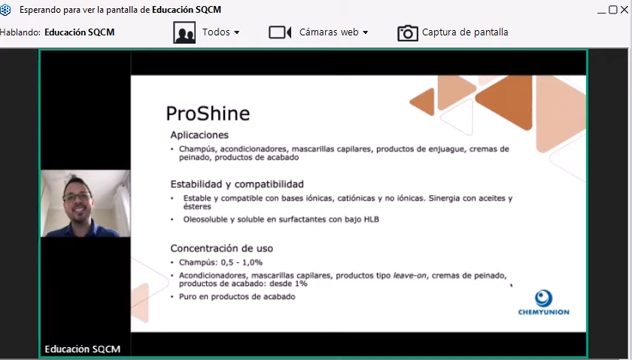 Esperando para ver la pantalla de Educación SQCM
Hablando: Educación SQCM
Todos
Cámaras web
Captura de pantalla
ProShine
Aplicaciones
• Champús, acondicionadores, mascarillas capilares, productos de enjuague, cremas de
peinado, productos de acabado
Estabilidad y compatibilidad
• Estable y compatible con bases iónicas, catiónicas y no iónicas. Sinergia con aceites y
ésteres
• Oleosoluble y soluble en surfactantes con bajo HLB
Concentración de uso
• Champús: 0,5 - 1,0%
• Acondicionadores, mascarillas capilares, productos tipo leave-on, cremas de peinado,
productos de acabado: desde 1%
• Puro en productos de acabado
CHEMYUNION
Educación SQCM